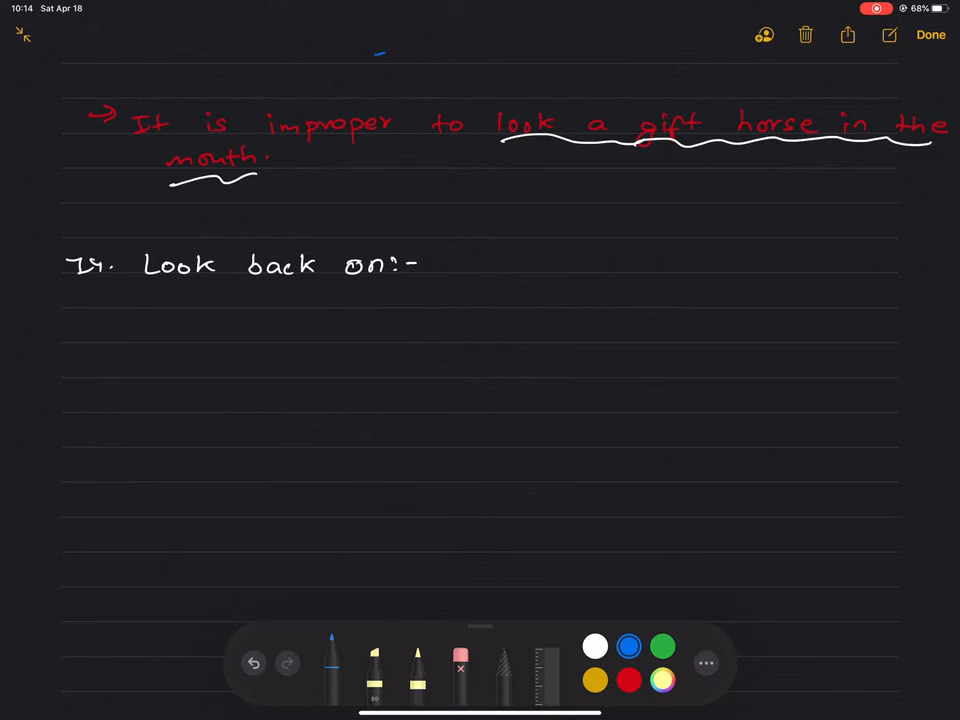 10:14 Sat Apr 18 68%
Done
→ It is improper to look a gift horse in the
mouth.
Look back on:-
80